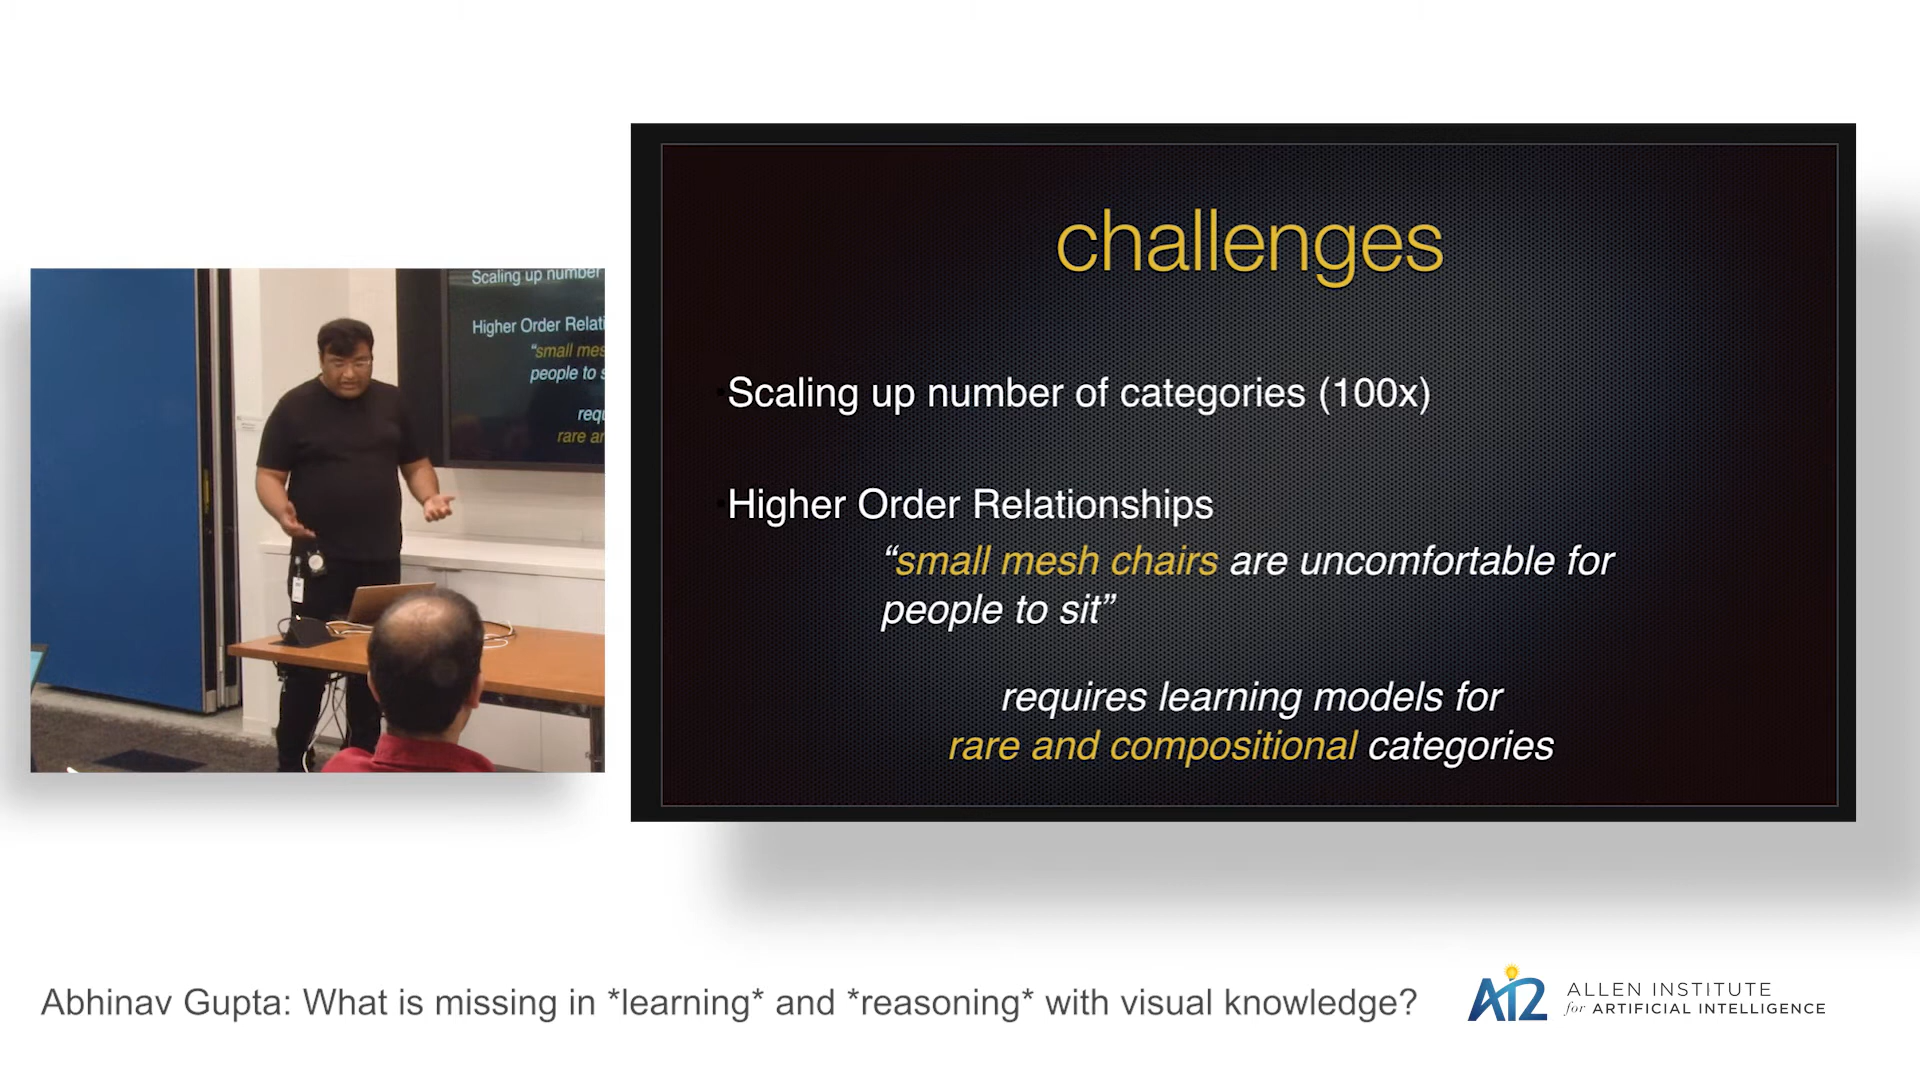 Scaling up number
Higher Order Relati
“small mes
people to s
requ
rare an
challenges
Scaling up number of categories (100x)
Higher Order Relationships
“small mesh chairs are uncomfortable for
people to sit”
requires learning models for
rare and compositional categories
Abhinav Gupta: What is missing in *learning* and *reasoning* with visual knowledge?
AI2
ALLEN INSTITUTE
for ARTIFICIAL INTELLIGENCE